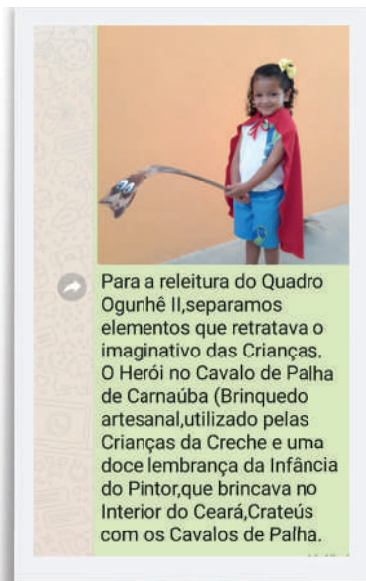 Para a releitura do Quadro
Ogunhê II,separamos
elementos que retratava o
imaginativo das Crianças.
O Herói no Cavalo de Palha
de Carnaúba (Brinquedo
artesanal,utilizado pelas
Crianças da Creche e uma
doce lembrança da Infância
do Pintor,que brincava no
Interior do Ceará,Crateús
com os Cavalos de Palha.